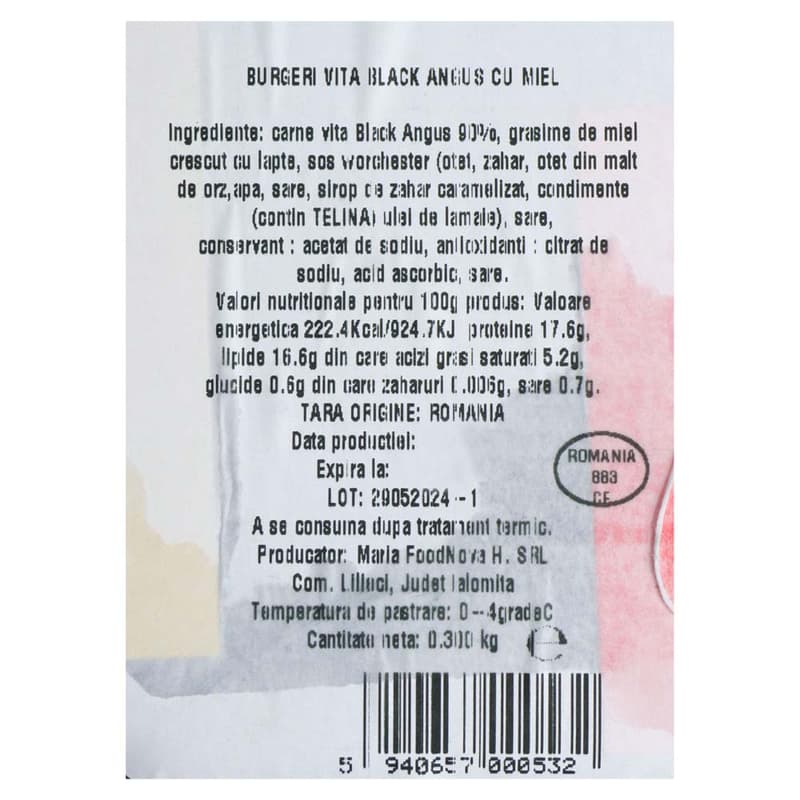 BURGERI VITA BLACK ANGUS CU MIEL
Ingrediente: carne vita Black Angus 90%, grasime de miel
crescut cu lapte, sos worchester (otet, zahar, otet din malt
de orz,apa, sare, sirop de zahar caramelizat, condimente
(contin TELINA) ulei de lamaie), sare,
conservant : acetat de sodiu, antioxidanti : citrat de
sodiu, acid ascorbic, sare.
Valori nutritionale pentru 100g produs: Valoare
energetica 222.4Kcal/924.7KJ proteine 17.6g,
lipide 16.6g din care acizi grasi saturati 5.2g,
glucide 0.6g din care zaharuri 0.006g, sare 0.7g.
TARA ORIGINE: ROMANIA
Data productiei:
Expira la:
LOT: 29052024--1
ROMANIA
883
CE
A se consuma dupa tratament termic.
Producator: Maria FoodNova H. SRL
Com. Lilieci, Judet Ialomita
Temperatura de pastrare: 0--4gradeC
Cantitate neta: 0.300 kg e
5 940657 000532